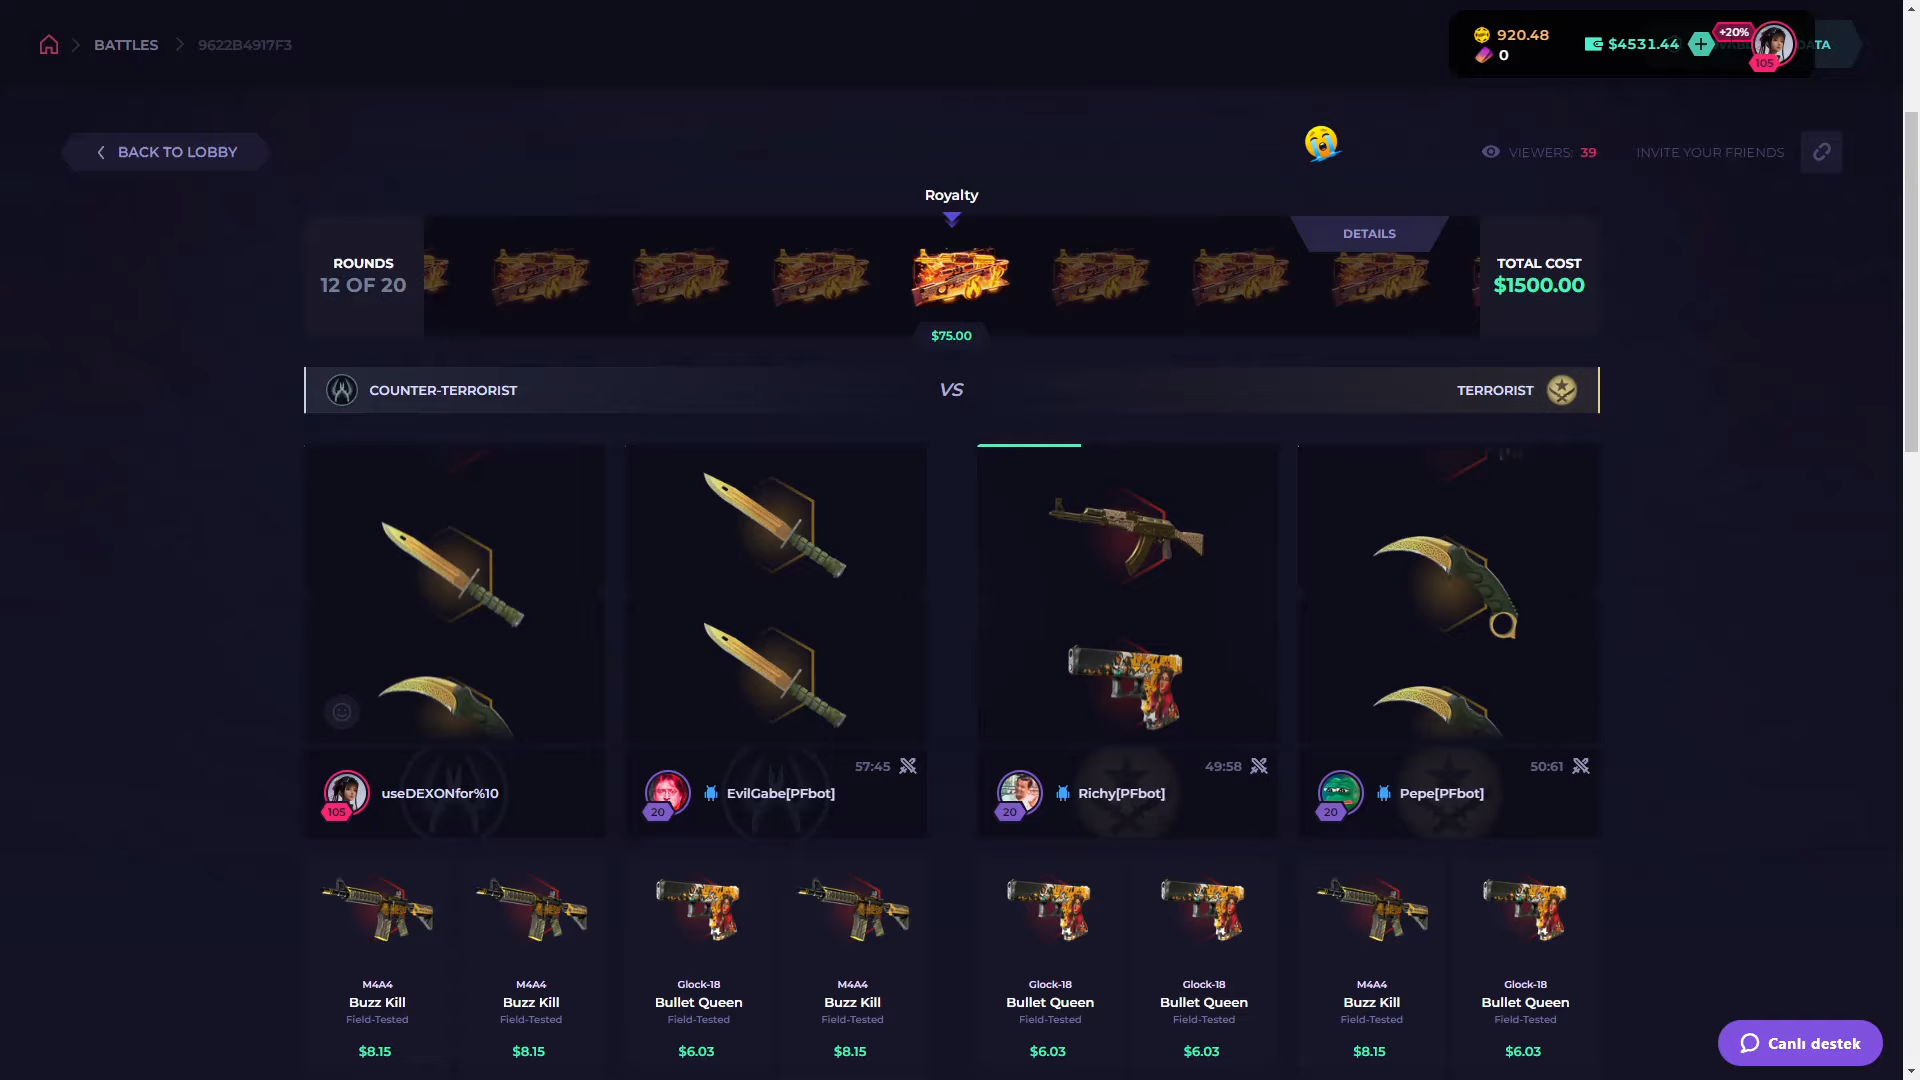 BATTLES
9622B4917F3
920.48
0
$4531.44
+20%
105
DATA
BACK TO LOBBY
VIEWERS: 39
INVITE YOUR FRIENDS
Royalty
ROUNDS
12 OF 20
DETAILS
TOTAL COST
$1500.00
$75.00
COUNTER-TERRORIST
VS
TERRORIST
57:45
49:58
50:61
105
useDEXONfor%10
20
EvilGabe[PFbot]
20
Richy[PFbot]
20
Pepe[PFbot]
M4A4
Buzz Kill
Field-Tested
$8.15
M4A4
Buzz Kill
Field-Tested
$8.15
Glock-18
Bullet Queen
Field-Tested
$6.03
M4A4
Buzz Kill
Field-Tested
$8.15
Glock-18
Bullet Queen
Field-Tested
$6.03
Glock-18
Bullet Queen
Field-Tested
$6.03
M4A4
Buzz Kill
Field-Tested
$8.15
Glock-18
Bullet Queen
Field-Tested
$6.03
Canlı destek